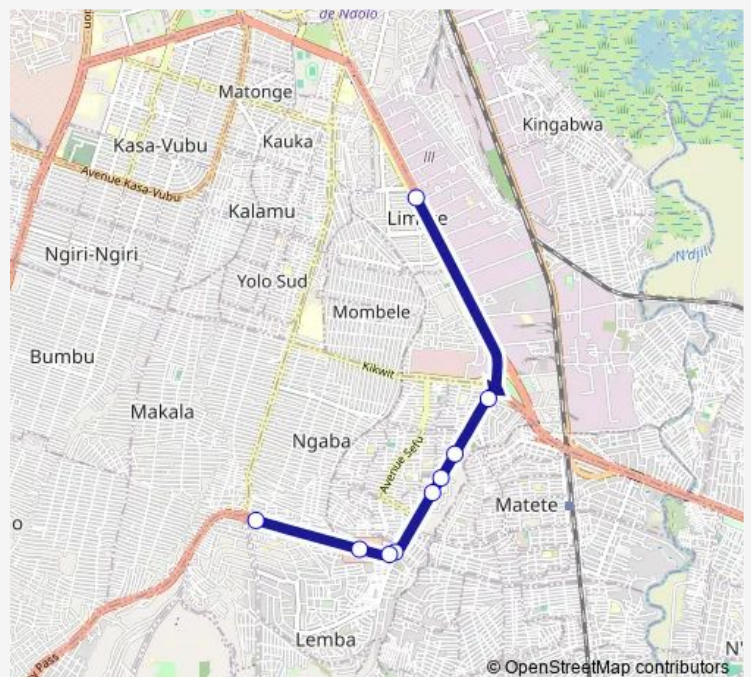 de Ndolo
Matonge
Kingabwa
Kasa-Vubu
Kauka
Avenue Kasa-Vubu
Kalamu
Ngiri-Ngiri
N'djili
Yolo Sud
Mombele
Bumbu
Kikwit
Makala
Ngaba
Avenue Sefu
Matete
Lemba
© OpenStreetMap contributors